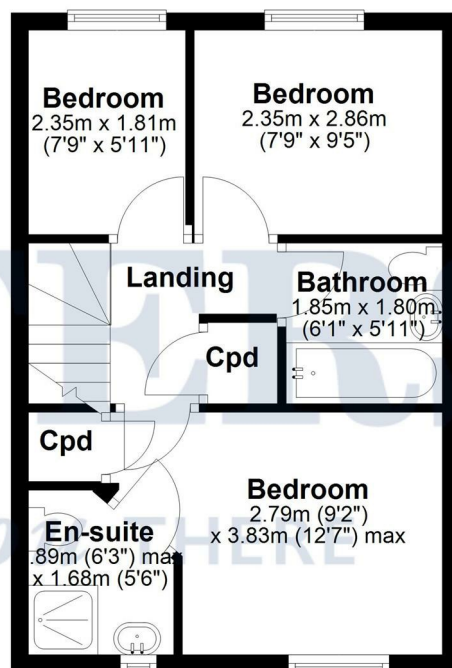 Bedroom
2.35m x 1.81m
(7'9" x 5'11")
Bedroom
2.35m x 2.86m
(7'9" x 9'5")
Landing
Bathroom
1.85m x 1.80m
(6'1" x 5'11")
Cpd
Cpd
Bedroom
2.79m (9'2")
x 3.83m (12'7") max
En-suite
.89m (6'3") max
x 1.68m (5'6")
THERE